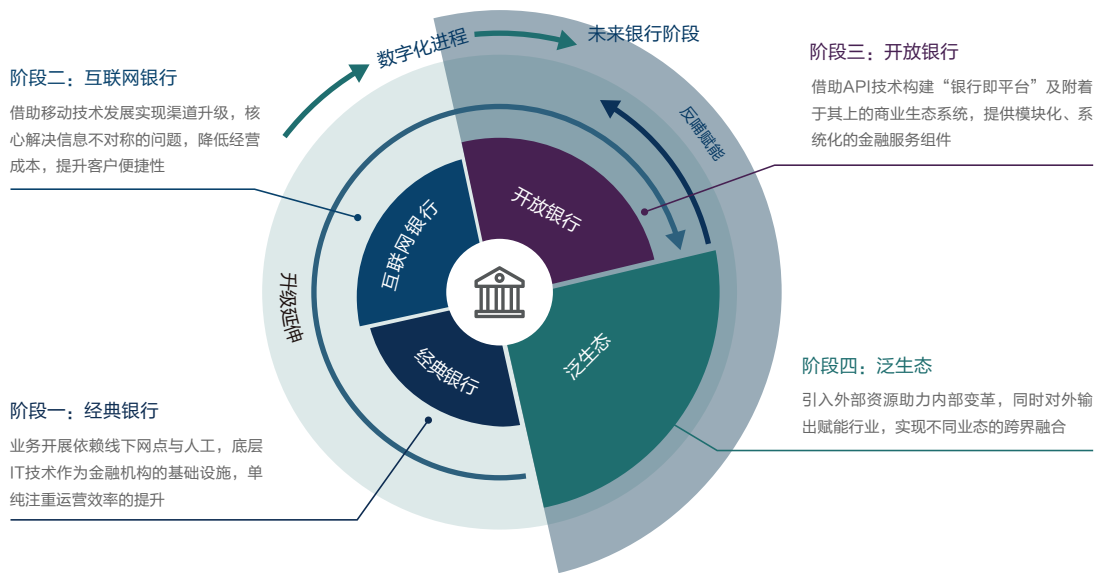 数字化进程
未来银行阶段
阶段二：互联网银行
借助移动技术发展实现渠道升级，核
心解决信息不对称的问题，降低经营
成本，提升客户便捷性
阶段三：开放银行
借助API技术构建“银行即平台”及附着
于其上的商业生态系统，提供模块化、系
统化的金融服务组件
反哺赋能
开放银行
互联网银行
升级延伸
经典银行
泛生态
阶段四：泛生态
引入外部资源助力内部变革，同时对外输
出赋能行业，实现不同业态的跨界融合
阶段一：经典银行
业务开展依赖线下网点与人工，底层
IT技术作为金融机构的基础设施，单
纯注重运营效率的提升